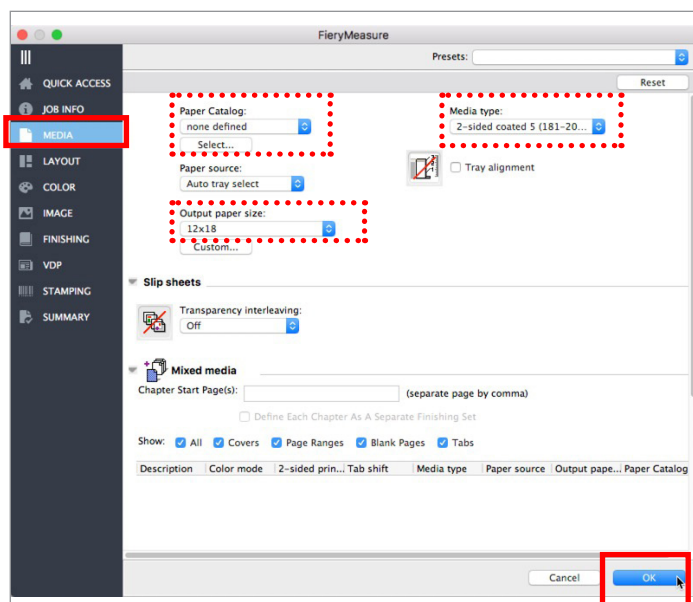 FieryMeasure
Presets:
Reset
QUICK ACCESS
JOB INFO
MEDIA
LAYOUT
COLOR
IMAGE
FINISHING
VDP
STAMPING
SUMMARY
Paper Catalog:
none defined
Select...
Paper source:
Auto tray select
Output paper size:
12x18
Custom...
Media type:
2-sided coated 5 (181-20...
Tray alignment
Slip sheets
Transparency interleaving:
Off
Mixed media
Chapter Start Page(s):
(separate page by comma)
Define Each Chapter As A Separate Finishing Set
Show: All Covers Page Ranges Blank Pages Tabs
Description Color mode 2-sided prin... Tab shift Media type Paper source Output pape... Paper Catalog
Cancel OK